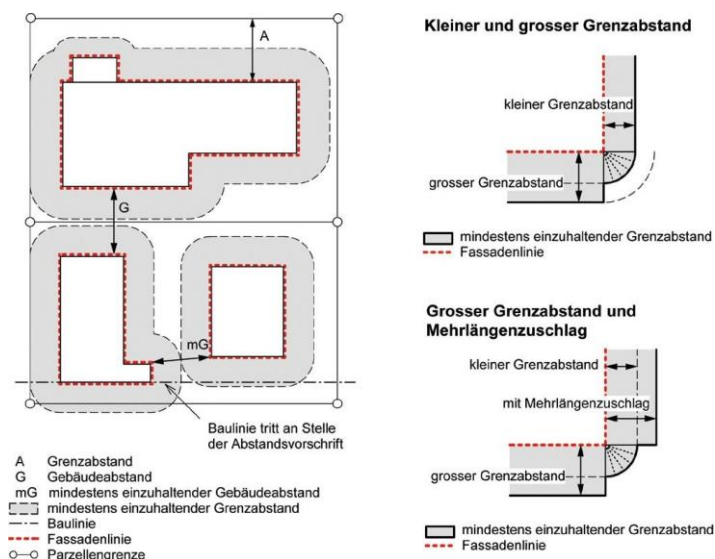 A
G
mG
Baulinie tritt an Stelle
der Abstandsvorschrift
A Grenzabstand
G Gebäudeabstand
mG mindestens einzuhaltender Gebäudeabstand
mindestens einzuhaltender Grenzabstand
Baulinie
Fassadenlinie
Parzellengrenze
Kleiner und grosser Grenzabstand
kleiner Grenzabstand
grosser Grenzabstand
mindestens einzuhaltender Grenzabstand
Fassadenlinie
Grosser Grenzabstand und
Mehrlängenzuschlag
kleiner Grenzabstand
mit Mehrlängenzuschlag
grosser Grenzabstand
mindestens einzuhaltender Grenzabstand
Fassadenlinie